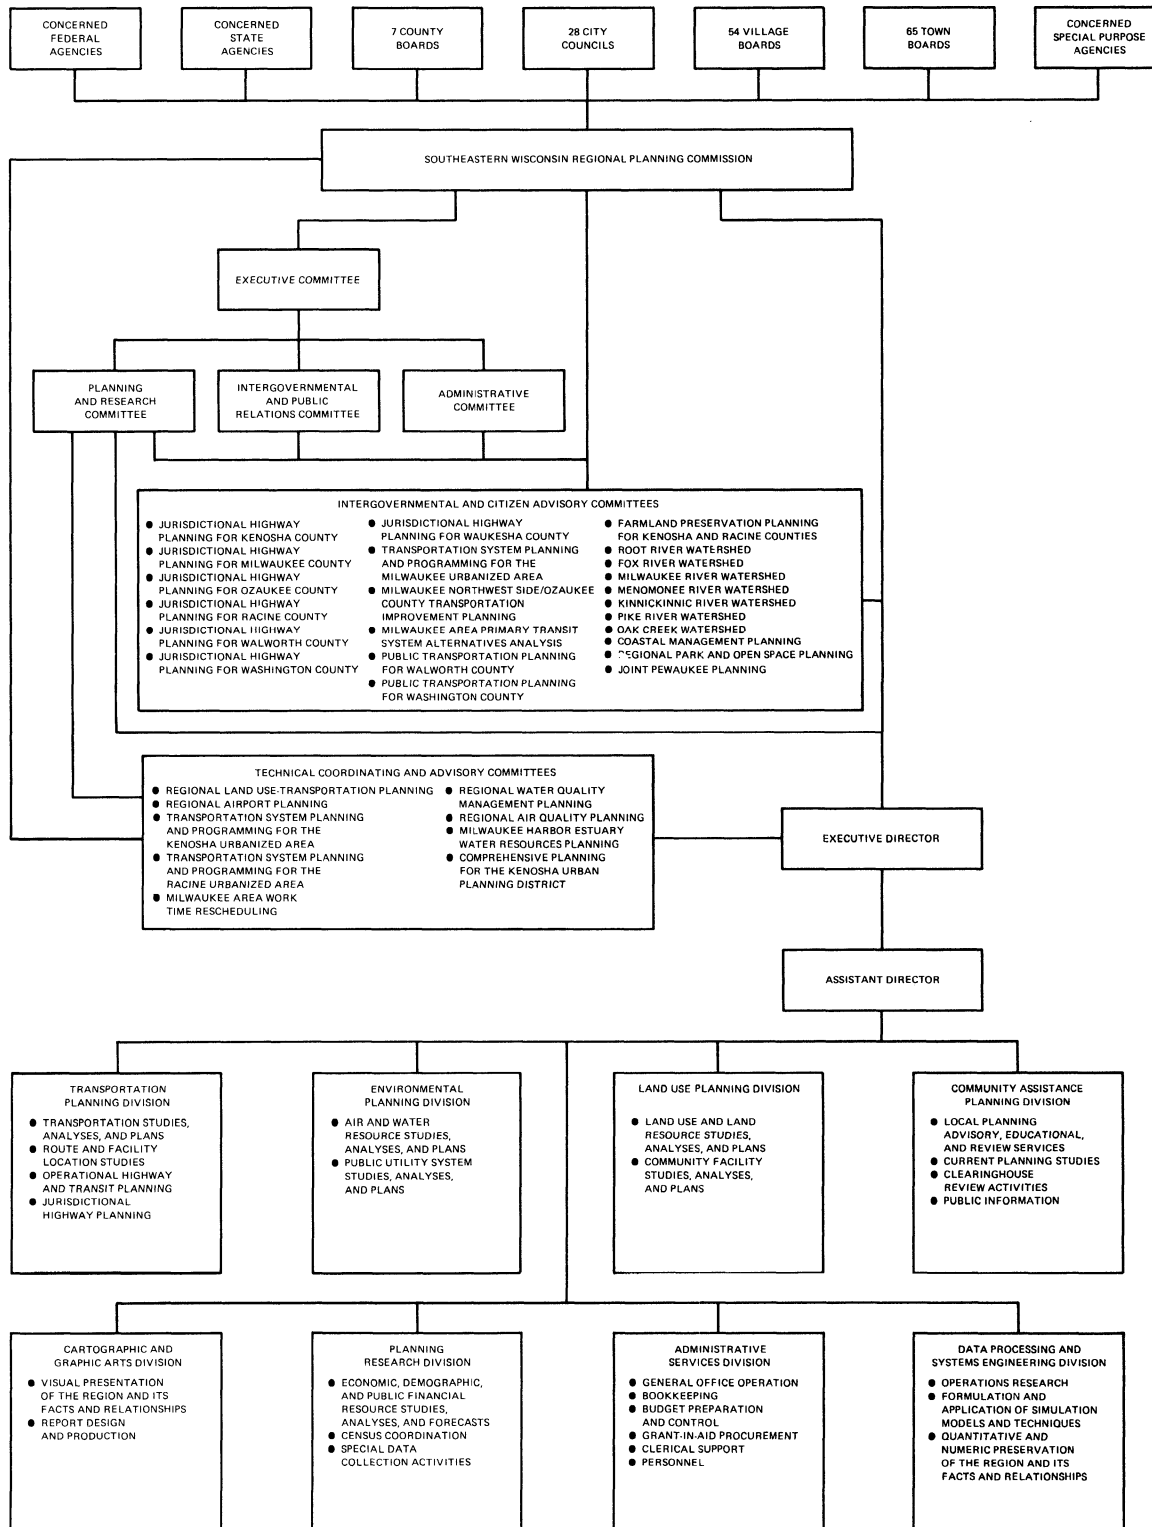 CONCERNED
FEDERAL
AGENCIES
CONCERNED
STATE
AGENCIES
7 COUNTY
BOARDS
28 CITY
COUNCILS
54 VILLAGE
BOARDS
65 TOWN
BOARDS
CONCERNED
SPECIAL PURPOSE
AGENCIES
SOUTHEASTERN WISCONSIN REGIONAL PLANNING COMMISSION
EXECUTIVE COMMITTEE
PLANNING
AND RESEARCH
COMMITTEE
INTERGOVERNMENTAL
AND PUBLIC
RELATIONS COMMITTEE
ADMINISTRATIVE
COMMITTEE
INTERGOVERNMENTAL AND CITIZEN ADVISORY COMMITTEES
● JURISDICTIONAL HIGHWAY
PLANNING FOR KENOSHA COUNTY
● JURISDICTIONAL HIGHWAY
PLANNING FOR MILWAUKEE COUNTY
● JURISDICTIONAL HIGHWAY
PLANNING FOR OZAUKEE COUNTY
● JURISDICTIONAL HIGHWAY
PLANNING FOR RACINE COUNTY
● JURISDICTIONAL HIGHWAY
PLANNING FOR WALWORTH COUNTY
● JURISDICTIONAL HIGHWAY
PLANNING FOR WASHINGTON COUNTY
● JURISDICTIONAL HIGHWAY
PLANNING FOR WAUKESHA COUNTY
● TRANSPORTATION SYSTEM PLANNING
AND PROGRAMMING FOR THE
MILWAUKEE URBANIZED AREA
● MILWAUKEE NORTHWEST SIDE/OZAUKEE
COUNTY TRANSPORTATION
IMPROVEMENT PLANNING
● MILWAUKEE AREA PRIMARY TRANSIT
SYSTEM ALTERNATIVES ANALYSIS
● PUBLIC TRANSPORTATION PLANNING
FOR WALWORTH COUNTY
● PUBLIC TRANSPORTATION PLANNING
FOR WASHINGTON COUNTY
● FARMLAND PRESERVATION PLANNING
FOR KENOSHA AND RACINE COUNTIES
● ROOT RIVER WATERSHED
● FOX RIVER WATERSHED
● MILWAUKEE RIVER WATERSHED
● MENOMONEE RIVER WATERSHED
● KINNICKINNIC RIVER WATERSHED
● PIKE RIVER WATERSHED
● OAK CREEK WATERSHED
● COASTAL MANAGEMENT PLANNING
● REGIONAL PARK AND OPEN SPACE PLANNING
● JOINT PEWAUKEE PLANNING
TECHNICAL COORDINATING AND ADVISORY COMMITTEES
● REGIONAL LAND USE-TRANSPORTATION PLANNING
● REGIONAL AIRPORT PLANNING
● TRANSPORTATION SYSTEM PLANNING
AND PROGRAMMING FOR THE
KENOSHA URBANIZED AREA
● TRANSPORTATION SYSTEM PLANNING
AND PROGRAMMING FOR THE
RACINE URBANIZED AREA
● MILWAUKEE AREA WORK
TIME RESCHEDULING
● REGIONAL WATER QUALITY
MANAGEMENT PLANNING
● REGIONAL AIR QUALITY PLANNING
● MILWAUKEE HARBOR ESTUARY
WATER RESOURCES PLANNING
● COMPREHENSIVE PLANNING
FOR THE KENOSHA URBAN
PLANNING DISTRICT
EXECUTIVE DIRECTOR
ASSISTANT DIRECTOR
TRANSPORTATION
PLANNING DIVISION
● TRANSPORTATION STUDIES,
ANALYSES, AND PLANS
● ROUTE AND FACILITY
LOCATION STUDIES
● OPERATIONAL HIGHWAY
AND TRANSIT PLANNING
● JURISDICTIONAL
HIGHWAY PLANNING
ENVIRONMENTAL
PLANNING DIVISION
● AIR AND WATER
RESOURCE STUDIES,
ANALYSES, AND PLANS
● PUBLIC UTILITY SYSTEM
STUDIES, ANALYSES,
AND PLANS
LAND USE PLANNING DIVISION
● LAND USE AND LAND
RESOURCE STUDIES,
ANALYSES, AND PLANS
● COMMUNITY FACILITY
STUDIES, ANALYSES,
AND PLANS
COMMUNITY ASSISTANCE
PLANNING DIVISION
● LOCAL PLANNING
ADVISORY, EDUCATIONAL,
AND REVIEW SERVICES
● CURRENT PLANNING STUDIES
● CLEARINGHOUSE
REVIEW ACTIVITIES
● PUBLIC INFORMATION
CARTOGRAPHIC AND
GRAPHIC ARTS DIVISION
● VISUAL PRESENTATION
OF THE REGION AND ITS
FACTS AND RELATIONSHIPS
● REPORT DESIGN
AND PRODUCTION
PLANNING
RESEARCH DIVISION
● ECONOMIC, DEMOGRAPHIC,
AND PUBLIC FINANCIAL
RESOURCE STUDIES,
ANALYSES, AND FORECASTS
● CENSUS COORDINATION
● SPECIAL DATA
COLLECTION ACTIVITIES
ADMINISTRATIVE
SERVICES DIVISION
● GENERAL OFFICE OPERATION
● BOOKKEEPING
● BUDGET PREPARATION
AND CONTROL
● GRANT-IN-AID PROCUREMENT
● CLERICAL SUPPORT
● PERSONNEL
DATA PROCESSING AND
SYSTEMS ENGINEERING DIVISION
● OPERATIONS RESEARCH
● FORMULATION AND
APPLICATION OF SIMULATION
MODELS AND TECHNIQUES
● QUANTITATIVE AND
NUMERIC PRESERVATION
OF THE REGION AND ITS
FACTS AND RELATIONSHIPS